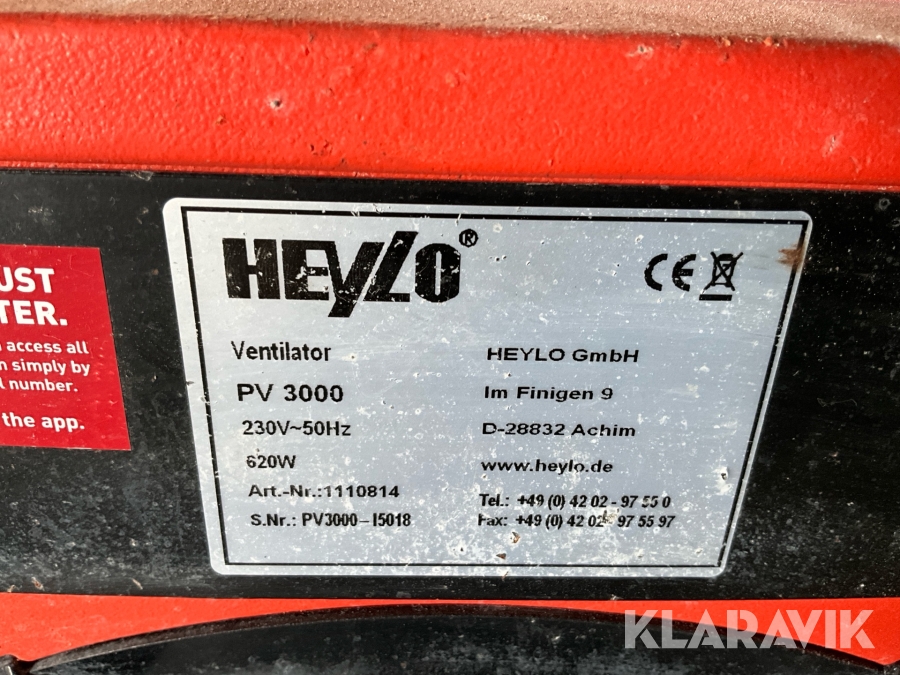 HEYLO®
CE
Ventilator
PV 3000
230V~50Hz
620W
Art.-Nr.:1110814
S.Nr.: PV3000-I5018
HEYLO GmbH
Im Finigen 9
D-28832 Achim
www.heylo.de
Tel.: +49 (0) 42 02 - 97 55 0
Fax: +49 (0) 42 02 - 97 55 97
UST
TER.
access all
n simply by
l number.
the app.
KLARAVIK